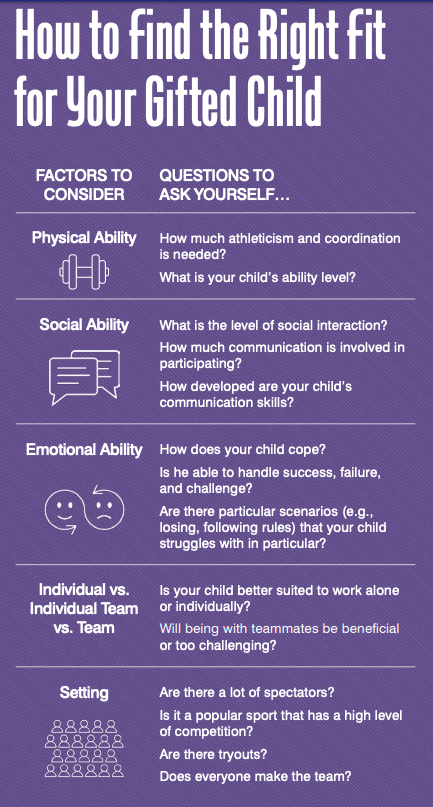 How to Find the Right Fit
for Your Gifted Child
FACTORS TO
CONSIDER
QUESTIONS TO
ASK YOURSELF...
Physical Ability
How much athleticism and coordination
is needed?
What is your child's ability level?
Social Ability
What is the level of social interaction?
How much communication is involved in
participating?
How developed are your child's
communication skills?
Emotional Ability
How does your child cope?
Is he able to handle success, failure,
and challenge?
Are there particular scenarios (e.g.,
losing, following rules) that your child
struggles with in particular?
Individual vs.
Individual Team
vs. Team
Is your child better suited to work alone
or individually?
Will being with teammates be beneficial
or too challenging?
Setting
Are there a lot of spectators?
Is it a popular sport that has a high level
of competition?
Are there tryouts?
Does everyone make the team?